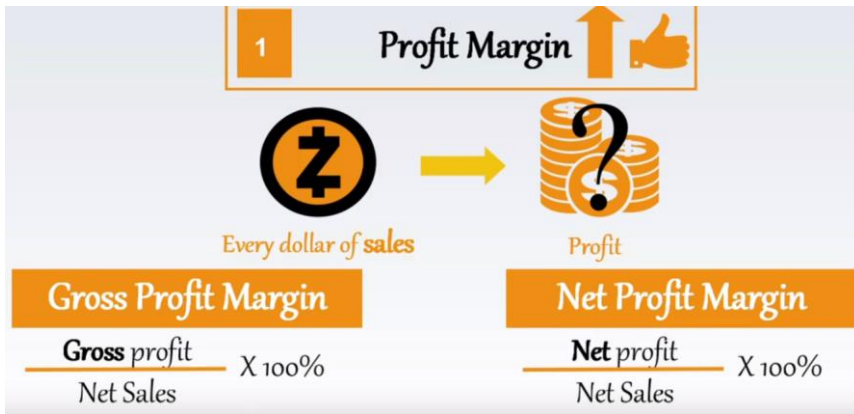 1 Profit Margin
Every dollar of sales
Profit
Gross Profit Margin
Gross profit
Net Sales
X 100%
Net Profit Margin
Net profit
Net Sales
X 100%